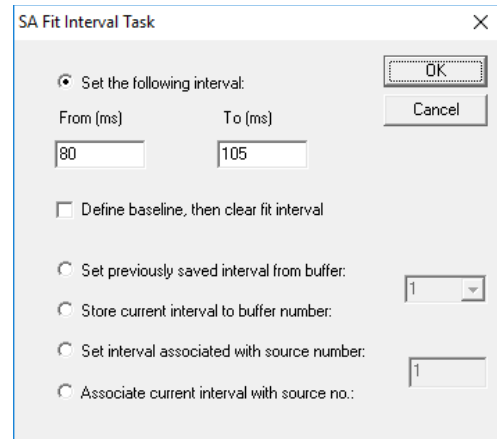 SA Fit Interval Task
Set the following interval:
OK
From (ms)
To (ms)
Cancel
80
105
Define baseline, then clear fit interval
Set previously saved interval from buffer:
1
Store current interval to buffer number:
Set interval associated with source number:
1
Associate current interval with source no.: